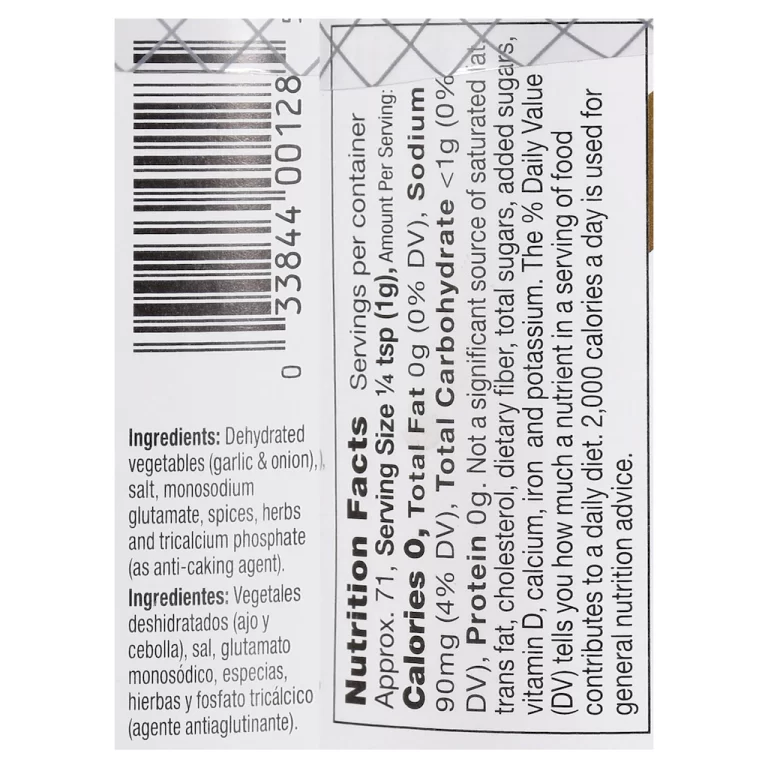 0 33844 00128
Ingredients: Dehydrated
vegetables (garlic & onion),
salt, monosodium
glutamate, spices, herbs
and tricalcium phosphate
(as anti-caking agent).
Ingredientes: Vegetales
deshidratados (ajo y
cebolla), sal, glutamato
monosódico, especias,
hierbas y fosfato tricálcico
(agente antiaglutinante).
Nutrition Facts Servings per container
Approx. 71, Serving Size ¼ tsp (1g), Amount Per Serving:
Calories 0, Total Fat 0g (0% DV), Sodium
90mg (4% DV), Total Carbohydrate <1g (0%
DV), Protein 0g. Not a significant source of saturated fat,
trans fat, cholesterol, dietary fiber, total sugars, added sugars,
vitamin D, calcium, iron and potassium. The % Daily Value
(DV) tells you how much a nutrient in a serving of food
contributes to a daily diet. 2,000 calories a day is used for
general nutrition advice.